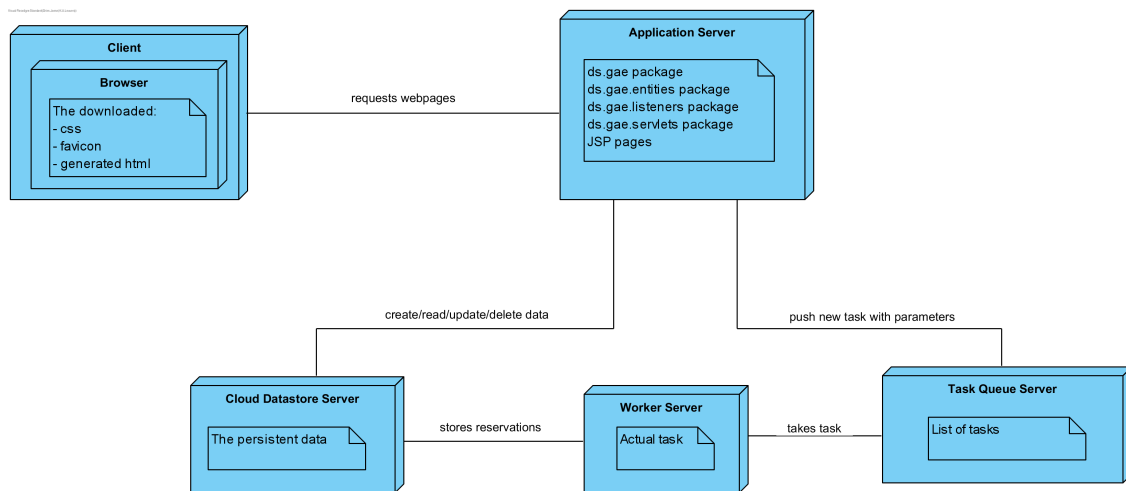 Client
Browser
The downloaded:
- css
- favicon
- generated html
requests webpages
Application Server
ds.gae package
ds.gae.entities package
ds.gae.listeners package
ds.gae.servlets package
JSP pages
create/read/update/delete data
push new task with parameters
Cloud Datastore Server
The persistent data
stores reservations
Worker Server
Actual task
takes task
Task Queue Server
List of tasks